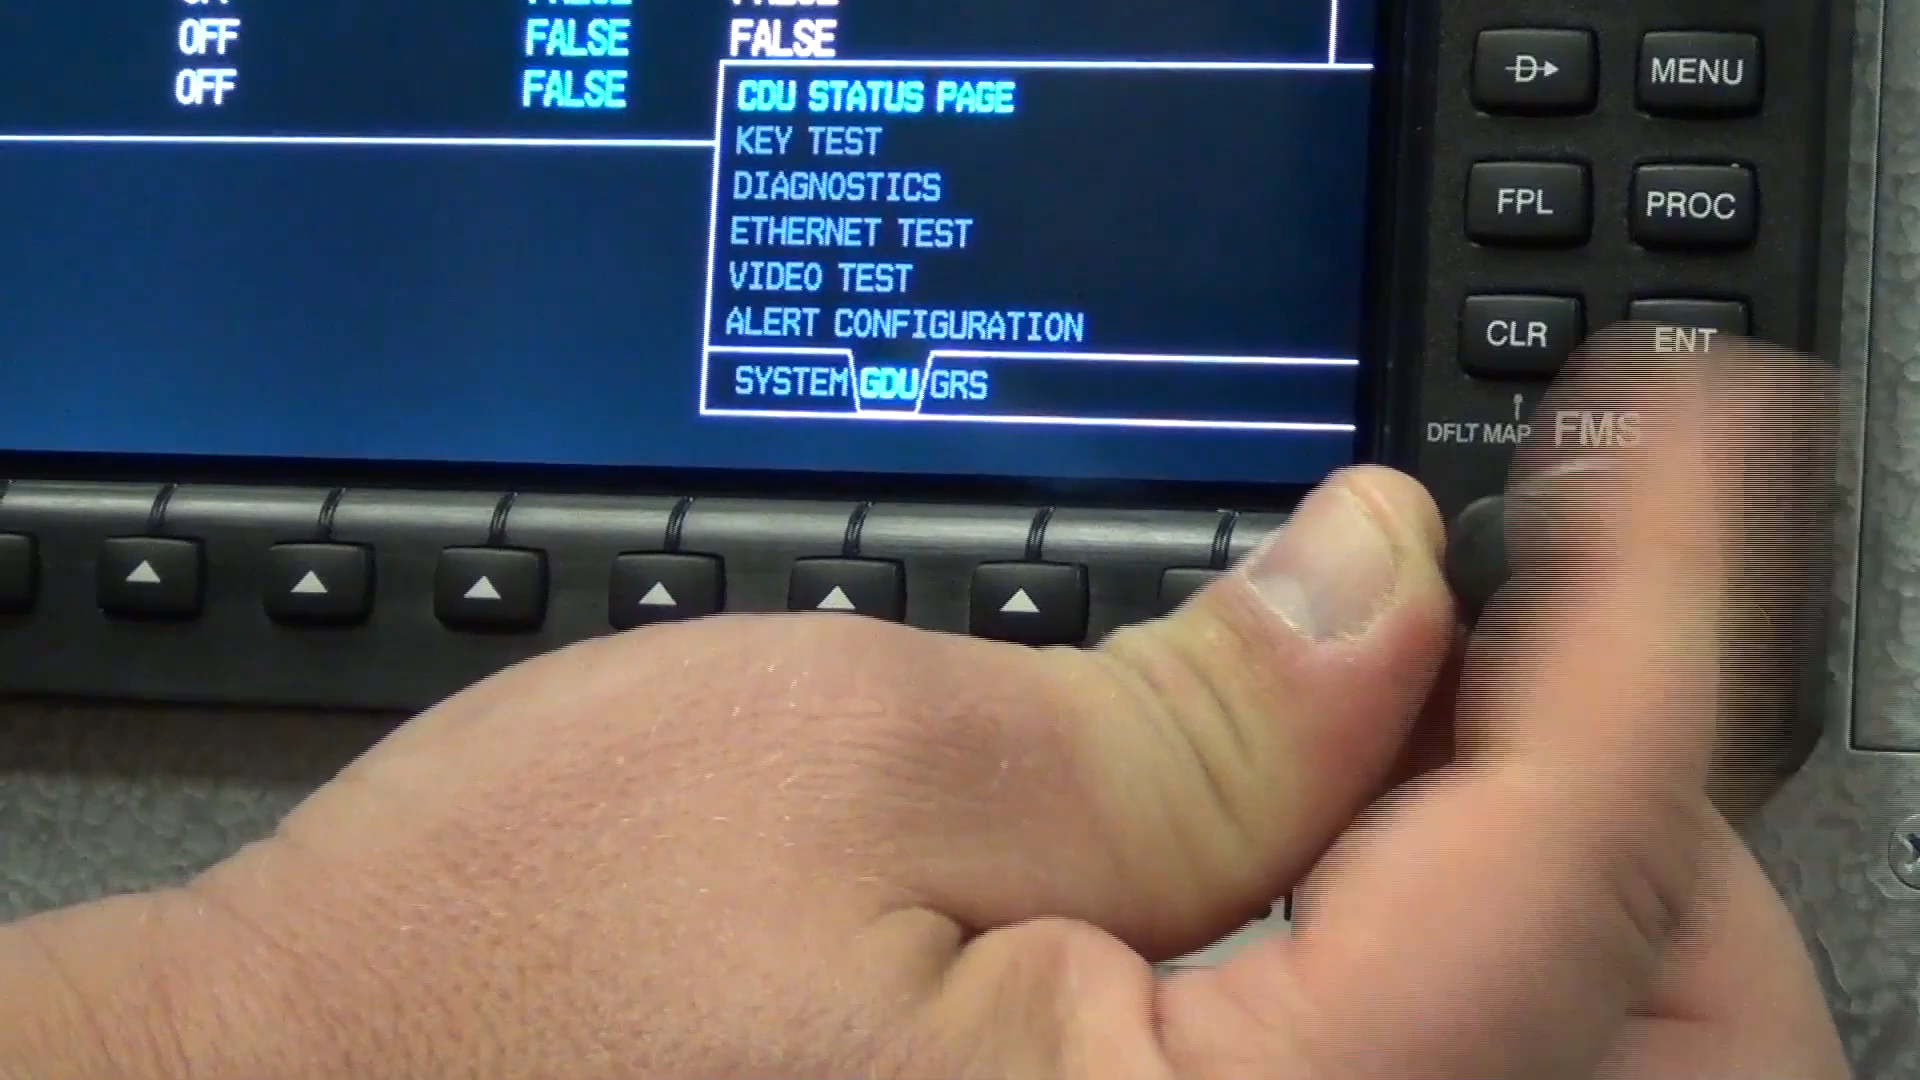 OFF FALSE FALSE
OFF FALSE
CDU STATUS PAGE
KEY TEST
DIAGNOSTICS
ETHERNET TEST
VIDEO TEST
ALERT CONFIGURATION
SYSTEM GDU GRS
D MENU
FPL PROC
CLR ENT
DFLT MAP FMS